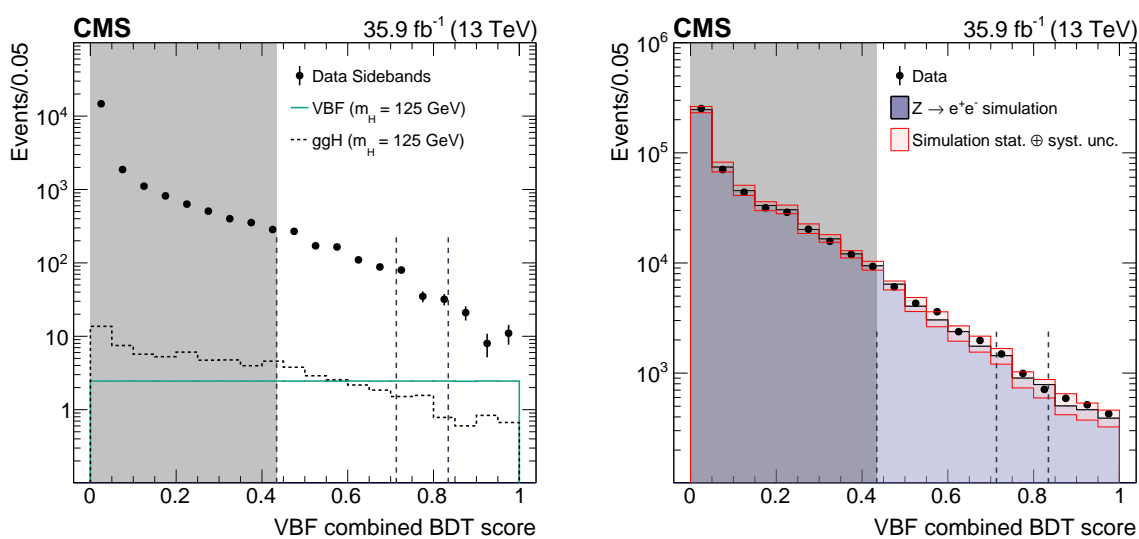 CMS
35.9 fb⁻¹ (13 TeV)
Events/0.05
Data Sidebands
VBF (m_H = 125 GeV)
ggH (m_H = 125 GeV)
10⁴
10³
10²
10
1
0 0.2 0.4 0.6 0.8 1
VBF combined BDT score
CMS
35.9 fb⁻¹ (13 TeV)
Events/0.05
Data
Z → e⁺e⁻ simulation
Simulation stat. ⊕ syst. unc.
10⁶
10⁵
10⁴
10³
0 0.2 0.4 0.6 0.8 1
VBF combined BDT score